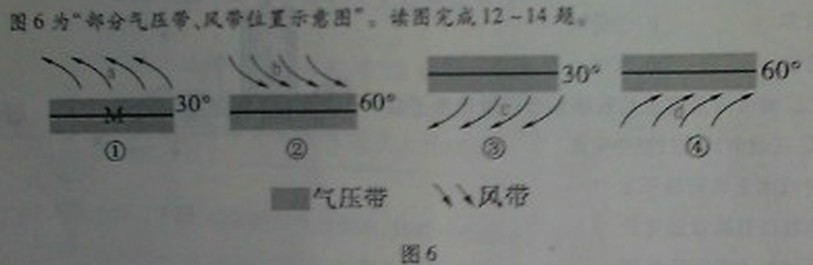 图6为“部分气压带、风带位置示意图”。读图完成12~14题。
a b 30° 60°
M 30° 60° c d
① ② ③ ④
气压带 风带
图6